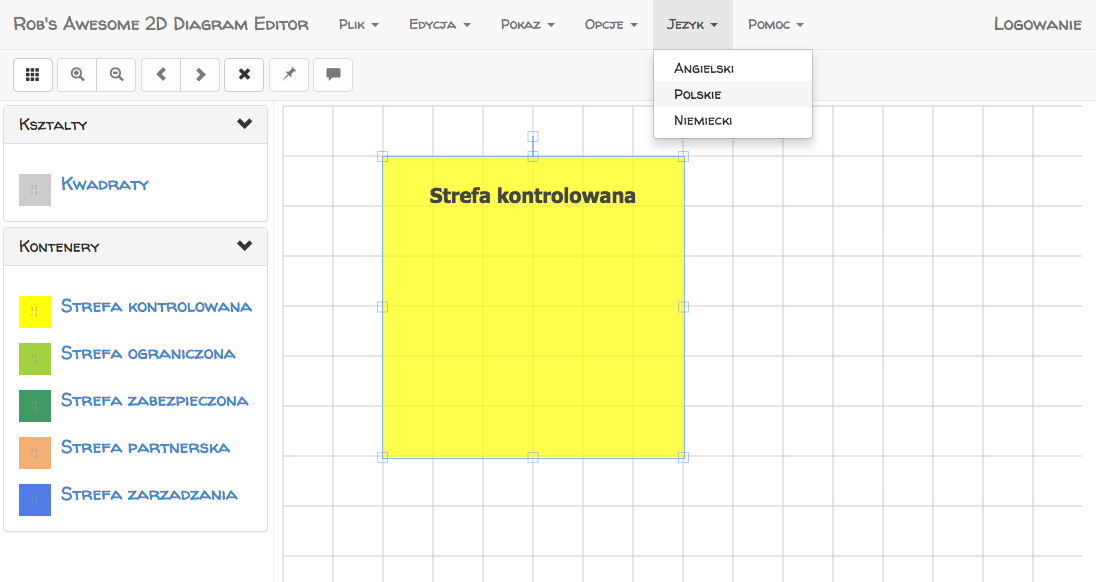 Rob's Awesome 2D Diagram Editor
Plik
Edycja
Pokaz
Opcje
Jezyk
Pomoc
Logowanie
Angielski
Polskie
Niemiecki
Ksztalty
Kwadraty
Kontenery
Strefa kontrolowana
Strefa ograniczona
Strefa zabezpieczona
Strefa partnerska
Strefa zarzadzania
Strefa kontrolowana